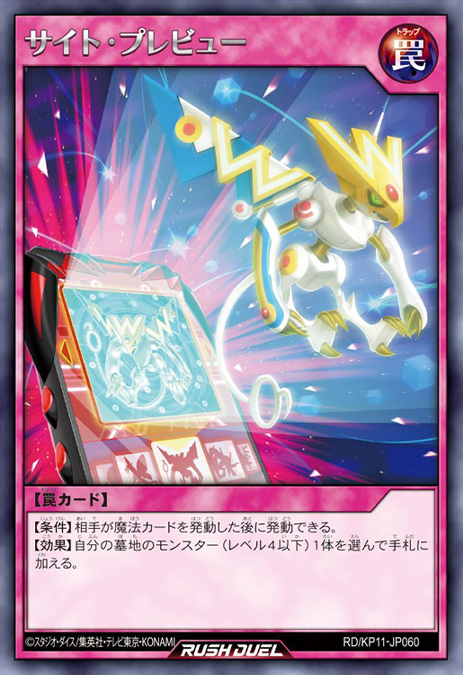 サイト・プレビュー
トラップ
罠
【罠カード】
【条件】相手が魔法カードを発動した後に発動できる。
【効果】自分の墓地のモンスター（レベル４以下）１体を選んで手札に
加える。
©スタジオ・ダイス/集英社・テレビ東京・KONAMI
RUSH DUEL
RD/KP11-JP060